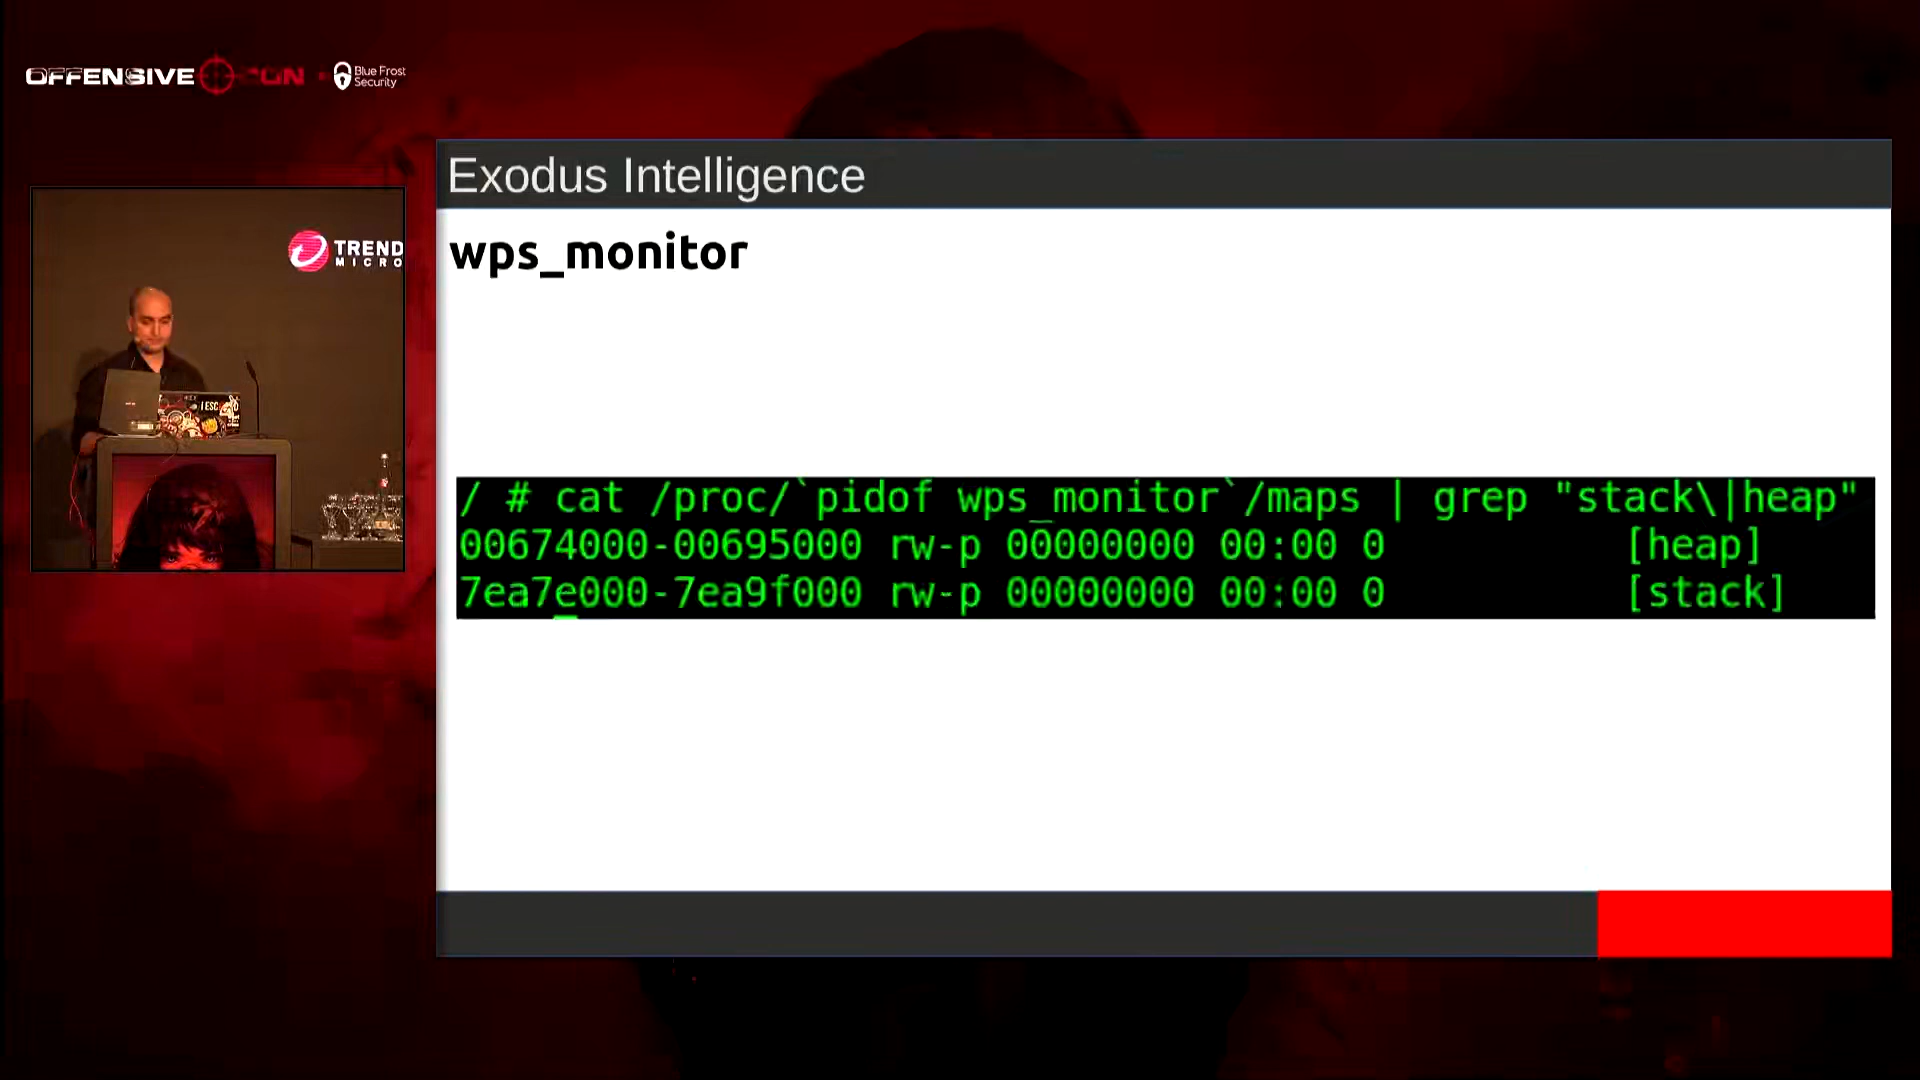 OFFENSIVE CON
Blue Frost
Security
TREND
MICRO
Exodus Intelligence
wps_monitor
/ # cat /proc/`pidof wps_monitor`/maps | grep "stack\|heap"
00674000-00695000 rw-p 00000000 00:00 0 [heap]
7ea7e000-7ea9f000 rw-p 00000000 00:00 0 [stack]